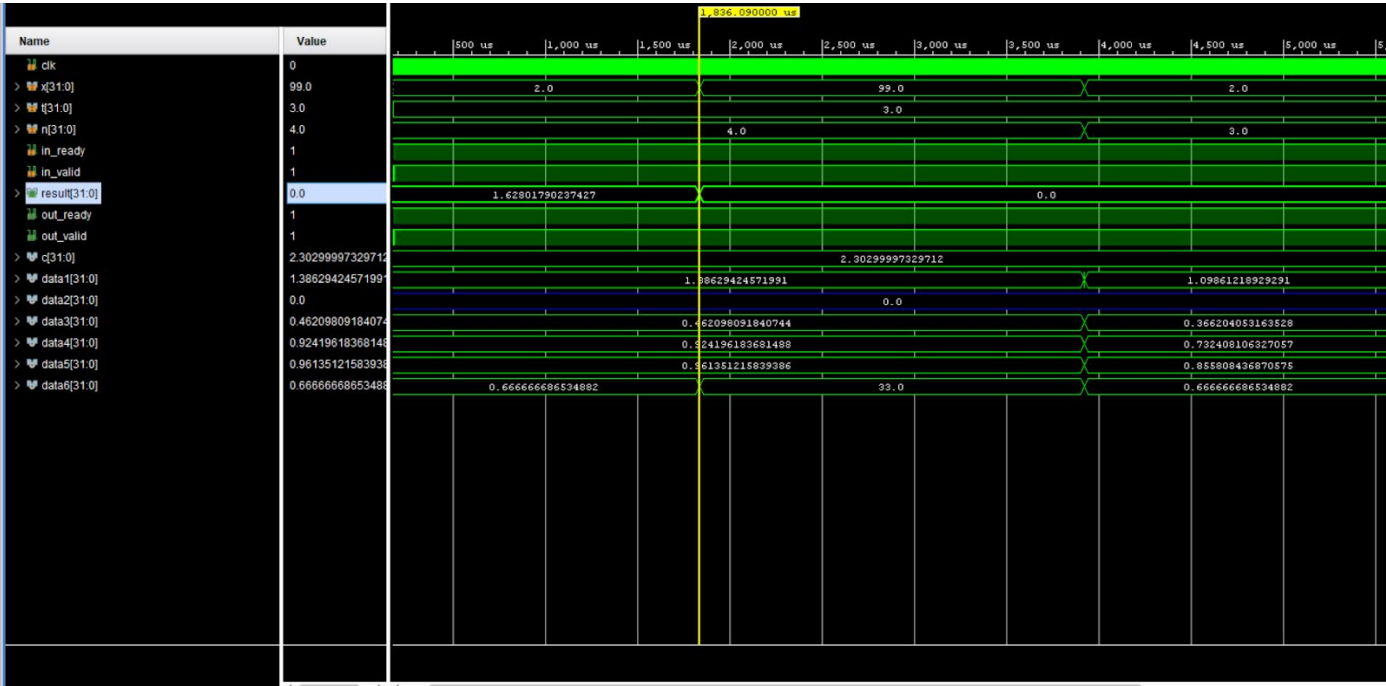 1,836.090000 us
Name Value 500 us 1,000 us 1,500 us 2,000 us 2,500 us 3,000 us 3,500 us 4,000 us 4,500 us 5,000 us 5,
clk 0
x[31:0] 99.0 2.0 99.0 2.0
t[31:0] 3.0 3.0
n[31:0] 4.0 4.0 3.0
in_ready 1
in_valid 1
result[31:0] 0.0 1.62801790237427 0.0
out_ready 1
out_valid 1
c[31:0] 2.30299997329712 2.30299997329712
data1[31:0] 1.38629424571991 1.38629424571991 1.09861218929291
data2[31:0] 0.0 0.0
data3[31:0] 0.46209809184074 0.462098091840744 0.366204053163528
data4[31:0] 0.92419618368148 0.924196183681488 0.732408106327057
data5[31:0] 0.96135121583938 0.961351215839386 0.855808436870575
data6[31:0] 0.66666668653488 0.666666686534882 33.0 0.666666686534882